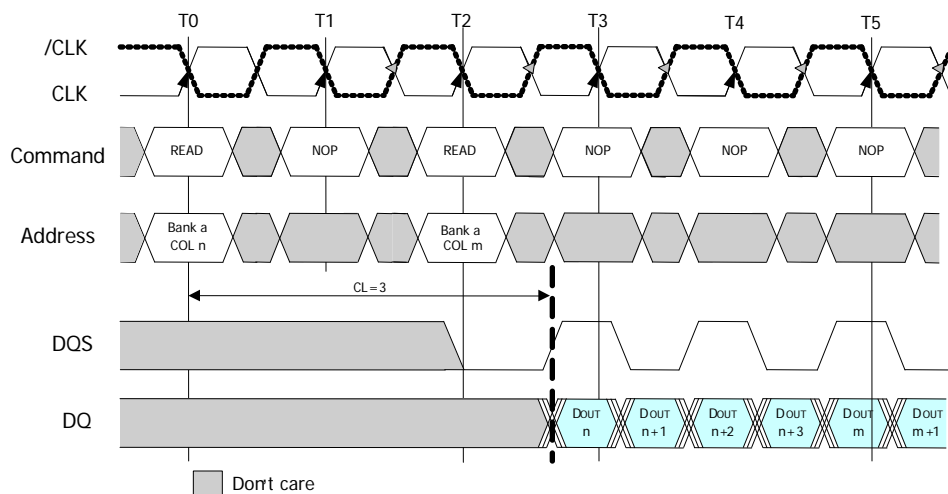 T0 T1 T2 T3 T4 T5
/CLK
CLK
Command READ NOP READ NOP NOP NOP
Address
Bank a
COL n
Bank a
COL m
CL=3
DQS
DQ
DOUT
n
DOUT
n+1
DOUT
n+2
DOUT
n+3
DOUT
m
DOUT
m+1
Don't care